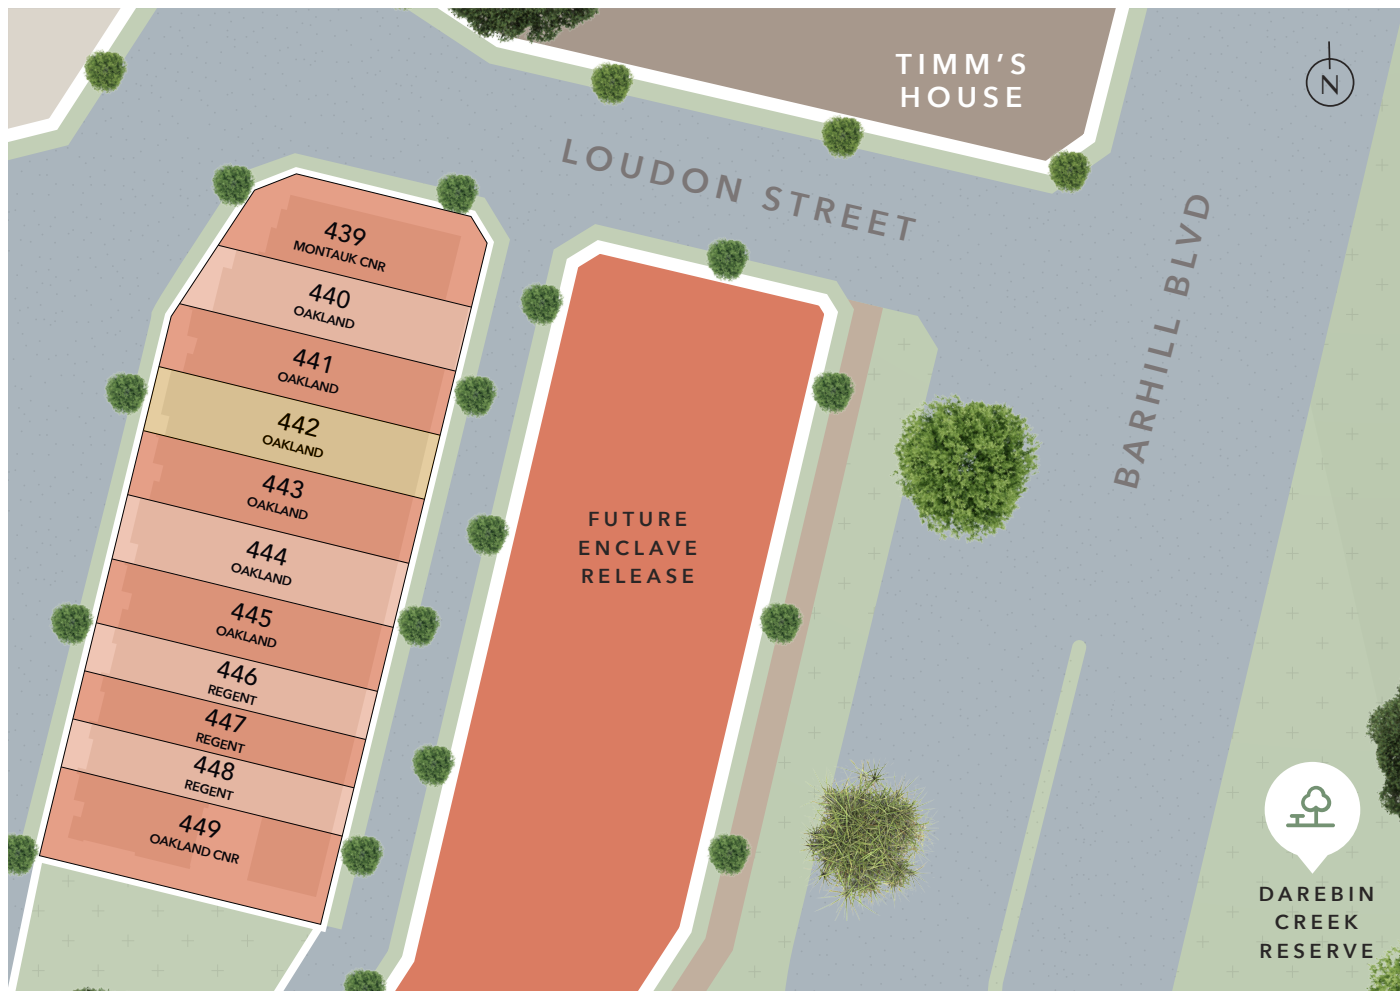 TIMM'S
HOUSE
N
LOUDON STREET
BARHILL BLVD
439
MONTAUK CNR
440
OAKLAND
441
OAKLAND
442
OAKLAND
443
OAKLAND
444
OAKLAND
445
OAKLAND
446
REGENT
447
REGENT
448
REGENT
449
OAKLAND CNR
FUTURE
ENCLAVE
RELEASE
DAREBIN
CREEK
RESERVE